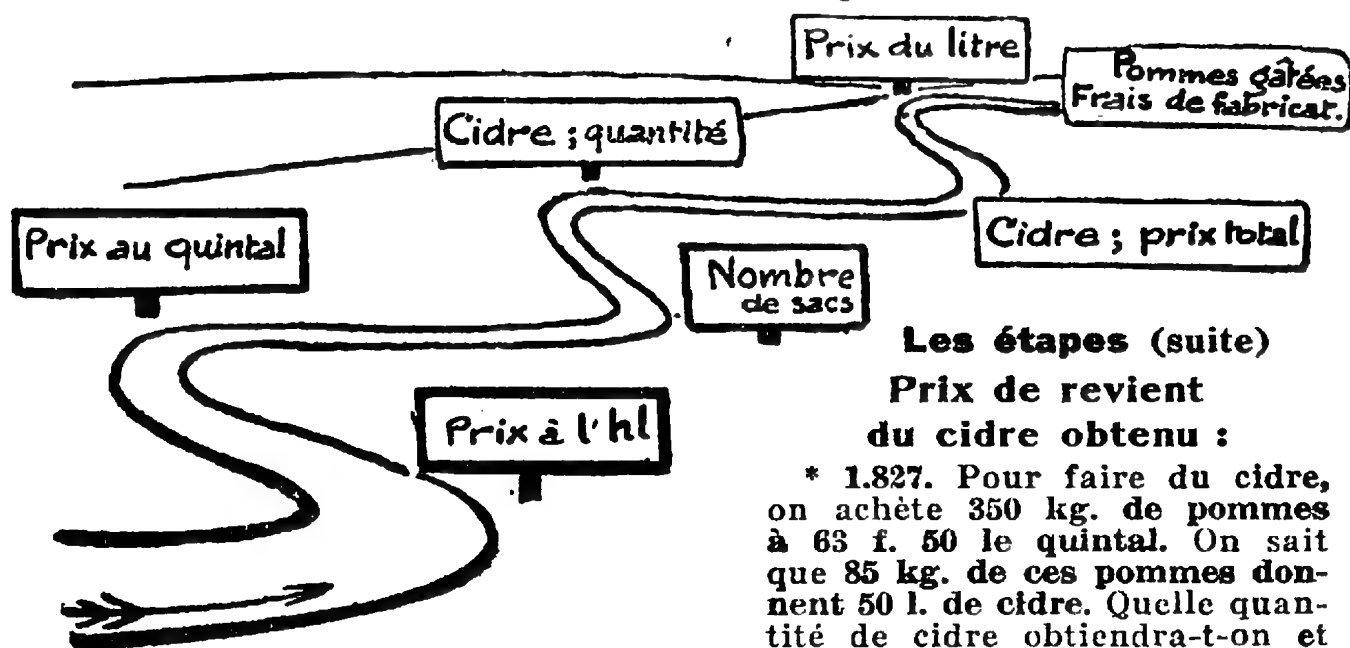 Prix du litre
Pommes gâtées
Frais de fabricat.
Cidre ; quantité
Cidre ; prix total
Prix au quintal
Nombre
de sacs
Prix à l'hl
Les étapes (suite)
Prix de revient
du cidre obtenu :
* 1.827. Pour faire du cidre,
on achète 350 kg. de pommes
à 63 f. 50 le quintal. On sait
que 85 kg. de ces pommes don-
nent 50 l. de cidre. Quelle quan-
tité de cidre obtiendra-t-on et